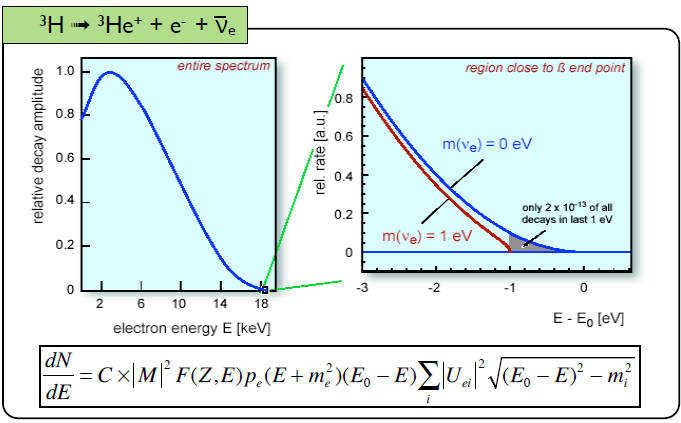 ³H ➟ ³He⁺ + e⁻ + ν̅ₑ
entire spectrum
relative decay amplitude
1.0
0.8
0.6
0.4
0.2
0
2 6 10 14 18
electron energy E [keV]
region close to ß end point
rel. rate [a.u.]
0.8
0.6
0.4
0.2
0
m(νₑ) = 0 eV
only 2 x 10⁻¹³ of all
decays in last 1 eV
m(νₑ) = 1 eV
-3 -2 -1 0
E - E₀ [eV]
dN/dE = C × |M|² F(Z,E) pₑ (E + mₑ²)(E₀ − E) ∑ᵢ |Uₑᵢ|² √((E₀ − E)² − mᵢ²)